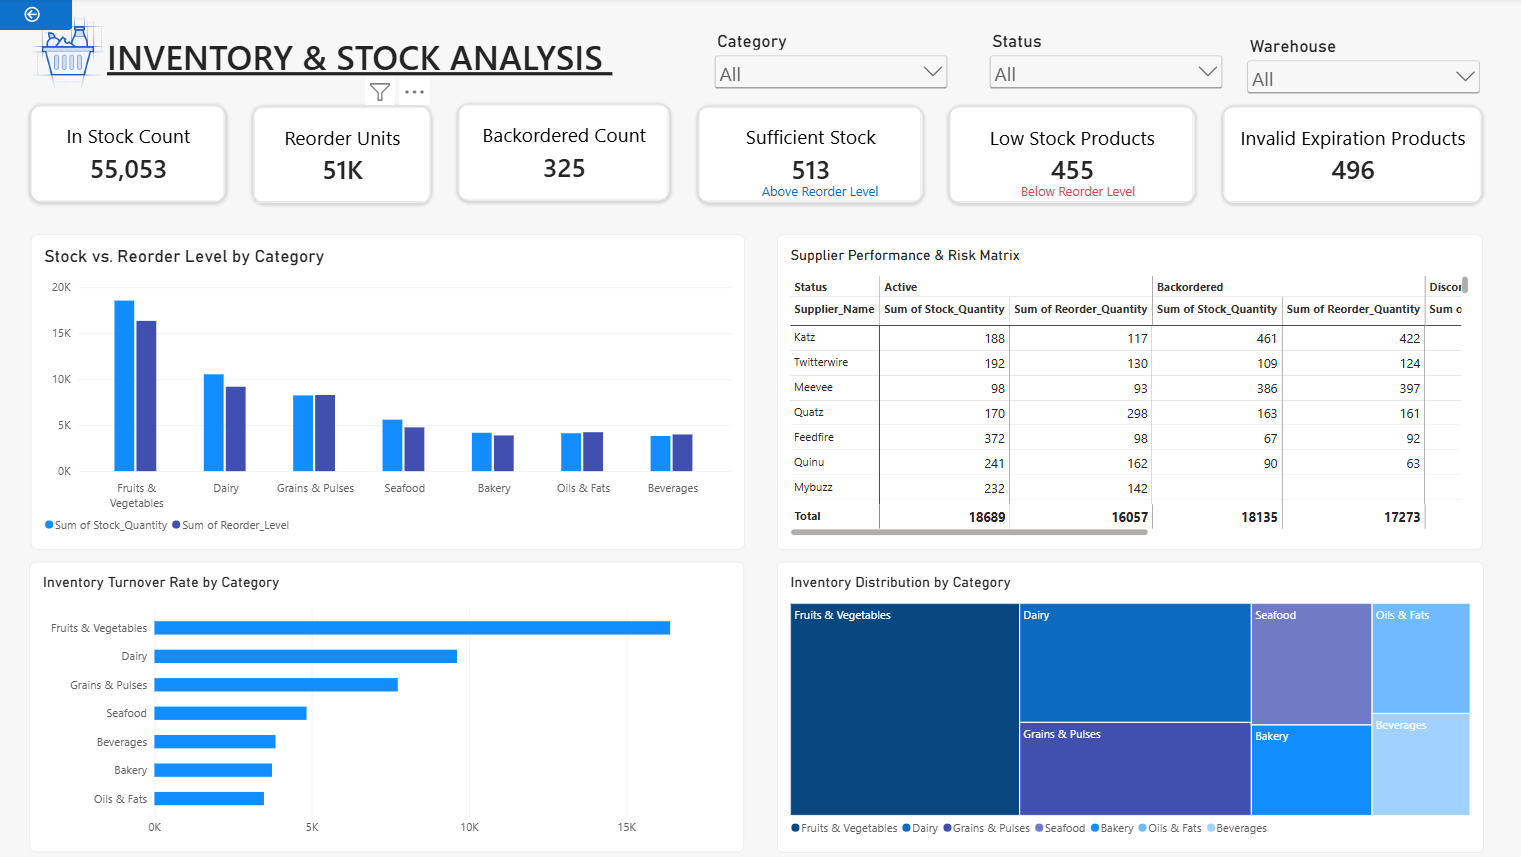 INVENTORY & STOCK ANALYSIS
Category
All
Status
All
Warehouse
All
In Stock Count
55,053
Reorder Units
51K
Backordered Count
325
Sufficient Stock
513
Above Reorder Level
Low Stock Products
455
Below Reorder Level
Invalid Expiration Products
496
Stock vs. Reorder Level by Category
20K
15K
10K
5K
0K
Fruits &
Vegetables
Dairy
Grains & Pulses
Seafood
Bakery
Oils & Fats
Beverages
Sum of Stock_Quantity Sum of Reorder_Level
Supplier Performance & Risk Matrix
Status Active Backordered Discor
Supplier_Name Sum of Stock_Quantity Sum of Reorder_Quantity Sum of Stock_Quantity Sum of Reorder_Quantity Sum o
Katz 188 117 461 422
Twitterwire 192 130 109 124
Meevee 98 93 386 397
Quatz 170 298 163 161
Feedfire 372 98 67 92
Quinu 241 162 90 63
Mybuzz 232 142
Total 18689 16057 18135 17273
Inventory Turnover Rate by Category
Fruits & Vegetables
Dairy
Grains & Pulses
Seafood
Beverages
Bakery
Oils & Fats
0K 5K 10K 15K
Inventory Distribution by Category
Fruits & Vegetables
Dairy
Seafood
Oils & Fats
Grains & Pulses
Bakery
Beverages
Fruits & Vegetables Dairy Grains & Pulses Seafood Bakery Oils & Fats Beverages